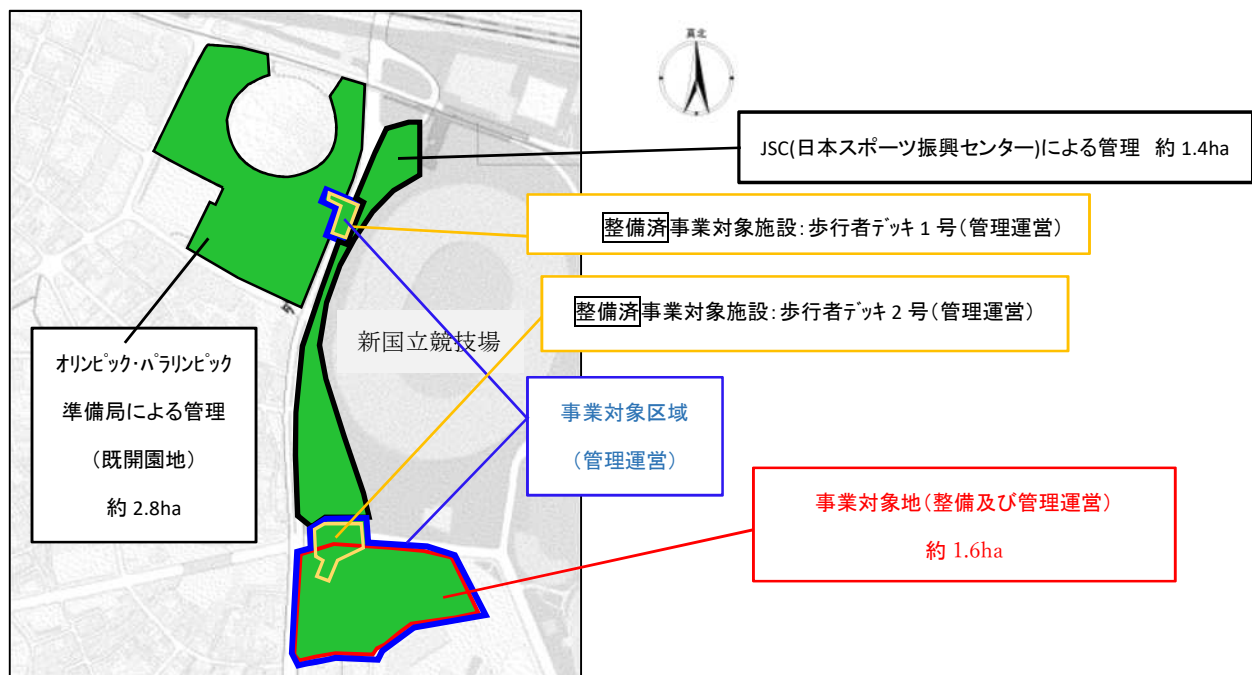 真北
JSC(日本スポーツ振興センター)による管理 約 1.4ha
整備済事業対象施設：歩行者ﾃﾞｯｷ 1 号（管理運営）
整備済事業対象施設：歩行者ﾃﾞｯｷ 2 号（管理運営）
新国立競技場
ｵﾘﾝﾋﾟｯｸ・ﾊﾟﾗﾘﾝﾋﾟｯｸ
準備局による管理
（既開園地）
約 2.8ha
事業対象区域
（管理運営）
事業対象地（整備及び管理運営）
約 1.6ha